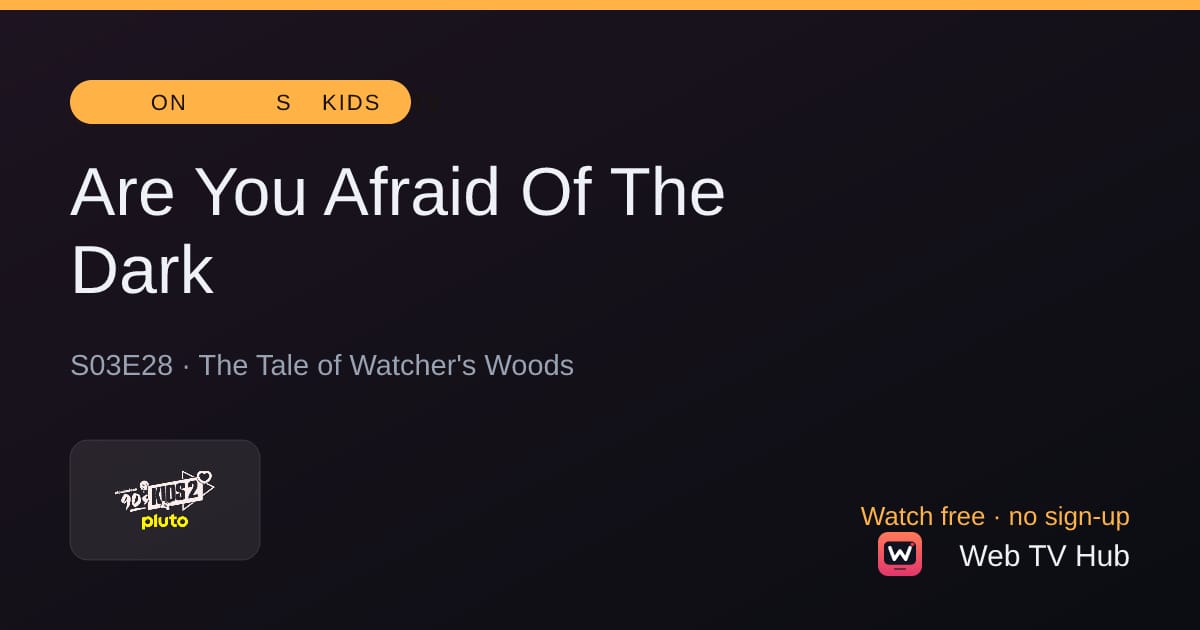 ON S KIDS
Are You Afraid Of The
Dark
S03E28 · The Tale of Watcher's Woods
90s KIDS 2
pluto
Watch free · no sign-up
W Web TV Hub